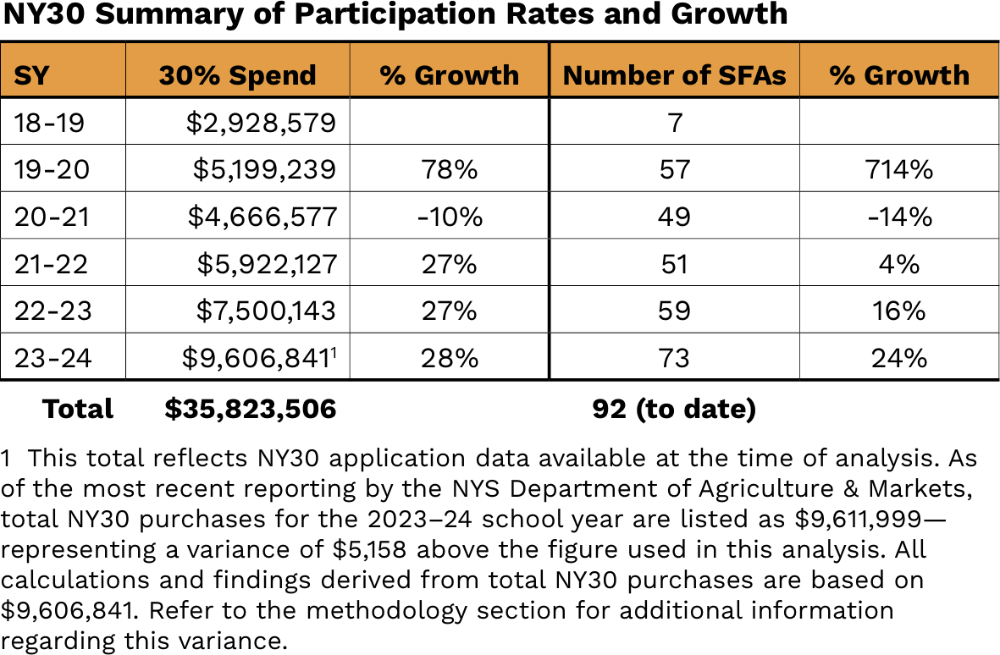 NY30 Summary of Participation Rates and Growth
SY 30% Spend % Growth Number of SFAs % Growth
18-19 $2,928,579 7
19-20 $5,199,239 78% 57 714%
20-21 $4,666,577 -10% 49 -14%
21-22 $5,922,127 27% 51 4%
22-23 $7,500,143 27% 59 16%
23-24 $9,606,841¹ 28% 73 24%
Total $35,823,506 92 (to date)
1 This total reflects NY30 application data available at the time of analysis. As
of the most recent reporting by the NYS Department of Agriculture & Markets,
total NY30 purchases for the 2023–24 school year are listed as $9,611,999—
representing a variance of $5,158 above the figure used in this analysis. All
calculations and findings derived from total NY30 purchases are based on
$9,606,841. Refer to the methodology section for additional information
regarding this variance.